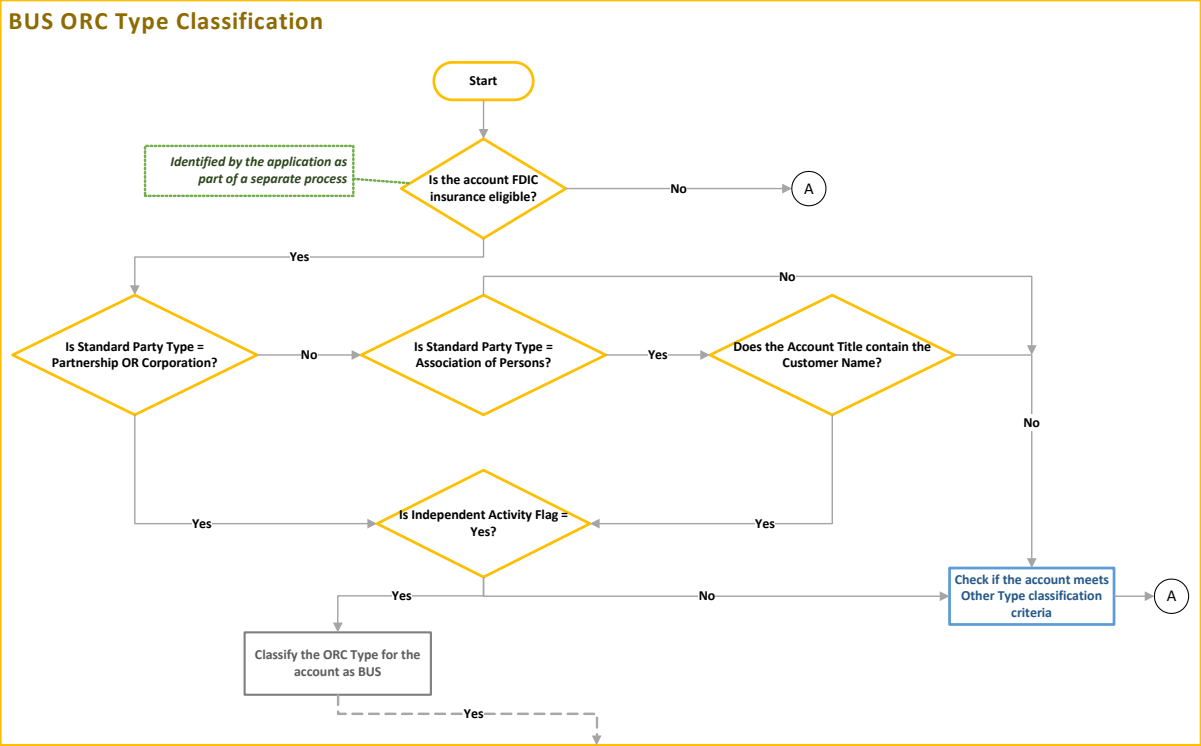 BUS ORC Type Classification
Start
Identified by the application as
part of a separate process
Is the account FDIC
insurance eligible?
No
A
Yes
No
Is Standard Party Type =
Partnership OR Corporation?
No
Is Standard Party Type =
Association of Persons?
Yes
Does the Account Title contain the
Customer Name?
No
Yes
Is Independent Activity Flag =
Yes?
Yes
Yes
No
Check if the account meets
Other Type classification
criteria
A
Classify the ORC Type for the
account as BUS
Yes